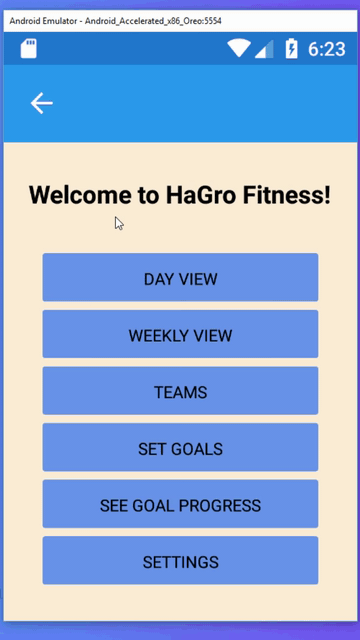 Android Emulator - Android_Accelerated_x86_Oreo:5554
6:23
Welcome to HaGro Fitness!
DAY VIEW
WEEKLY VIEW
TEAMS
SET GOALS
SEE GOAL PROGRESS
SETTINGS